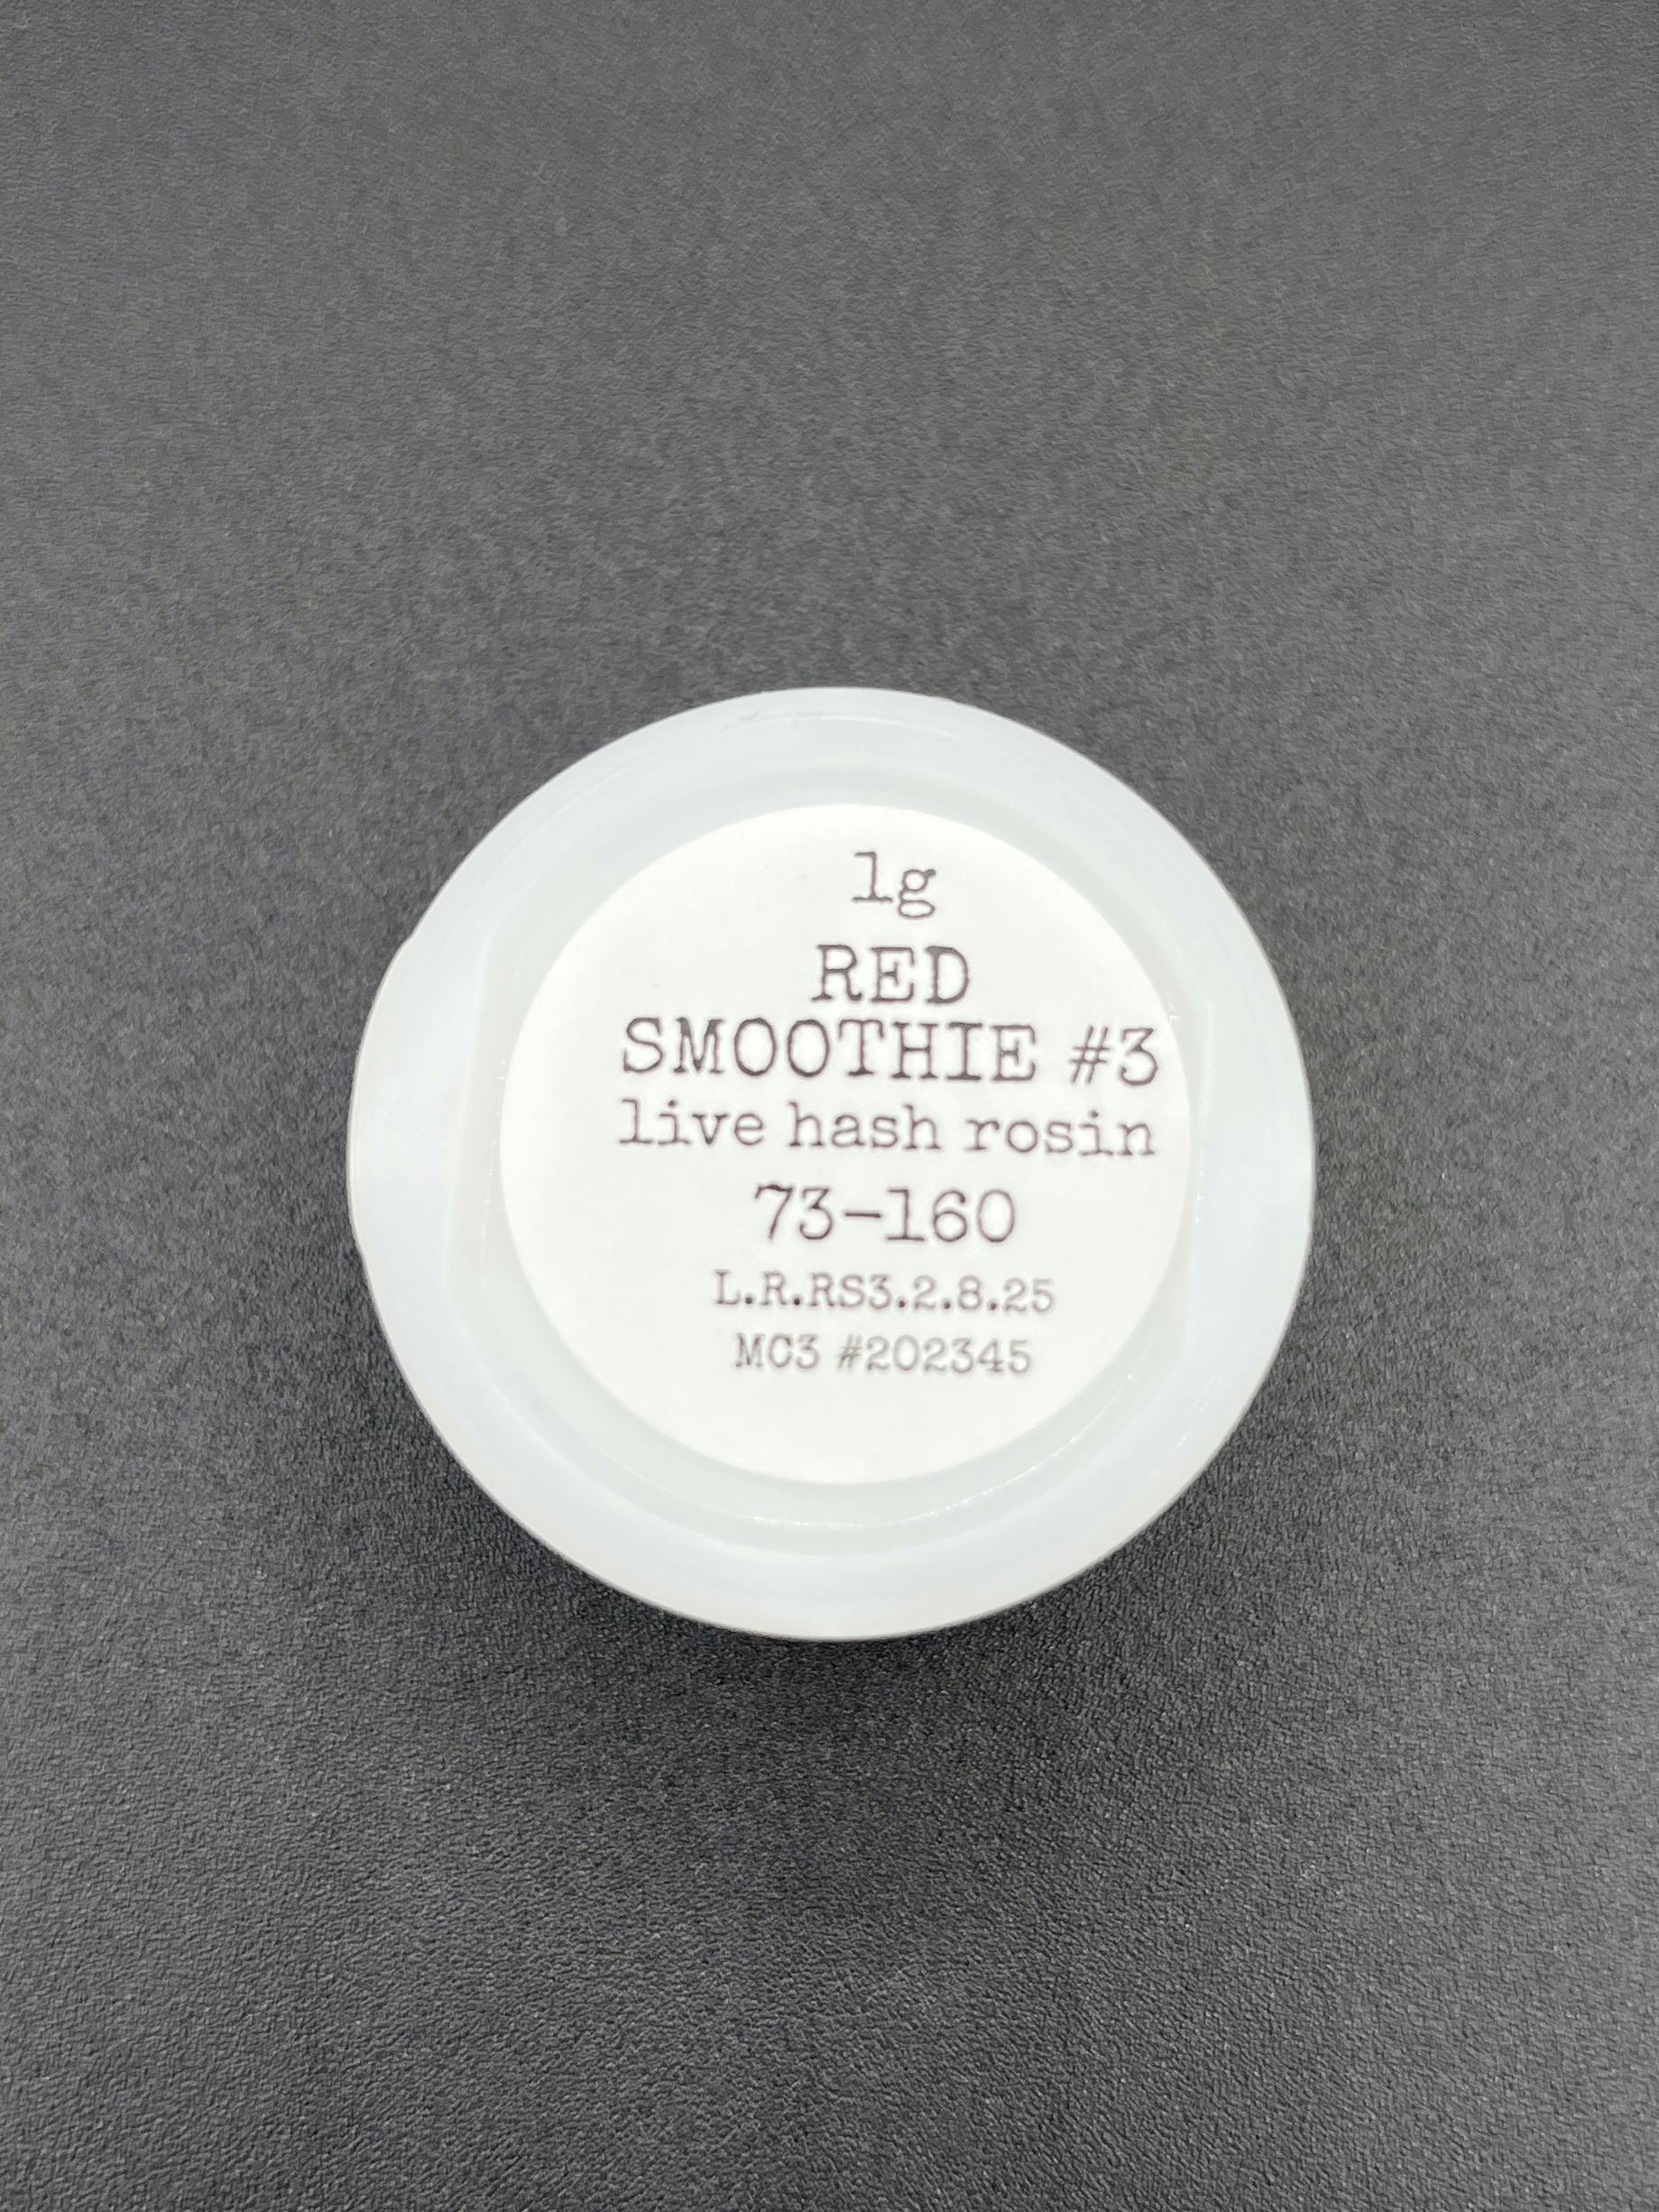 1g
RED
SMOOTHIE #3
live hash rosin
73-160
L.R.RS3.2.8.25
MC3 #202345